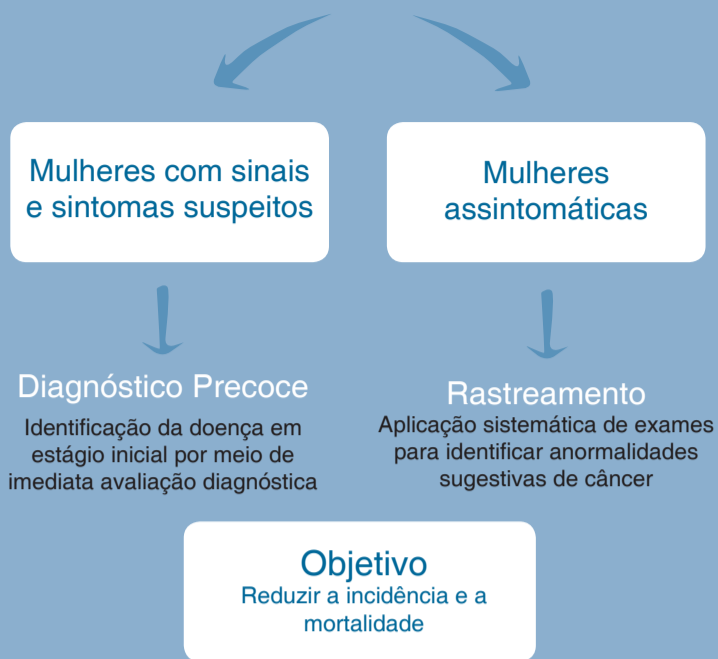 Mulheres com sinais
e sintomas suspeitos
Mulheres
assintomáticas
Diagnóstico Precoce
Identificação da doença em
estágio inicial por meio de
imediata avaliação diagnóstica
Rastreamento
Aplicação sistemática de exames
para identificar anormalidades
sugestivas de câncer
Objetivo
Reduzir a incidência e a
mortalidade